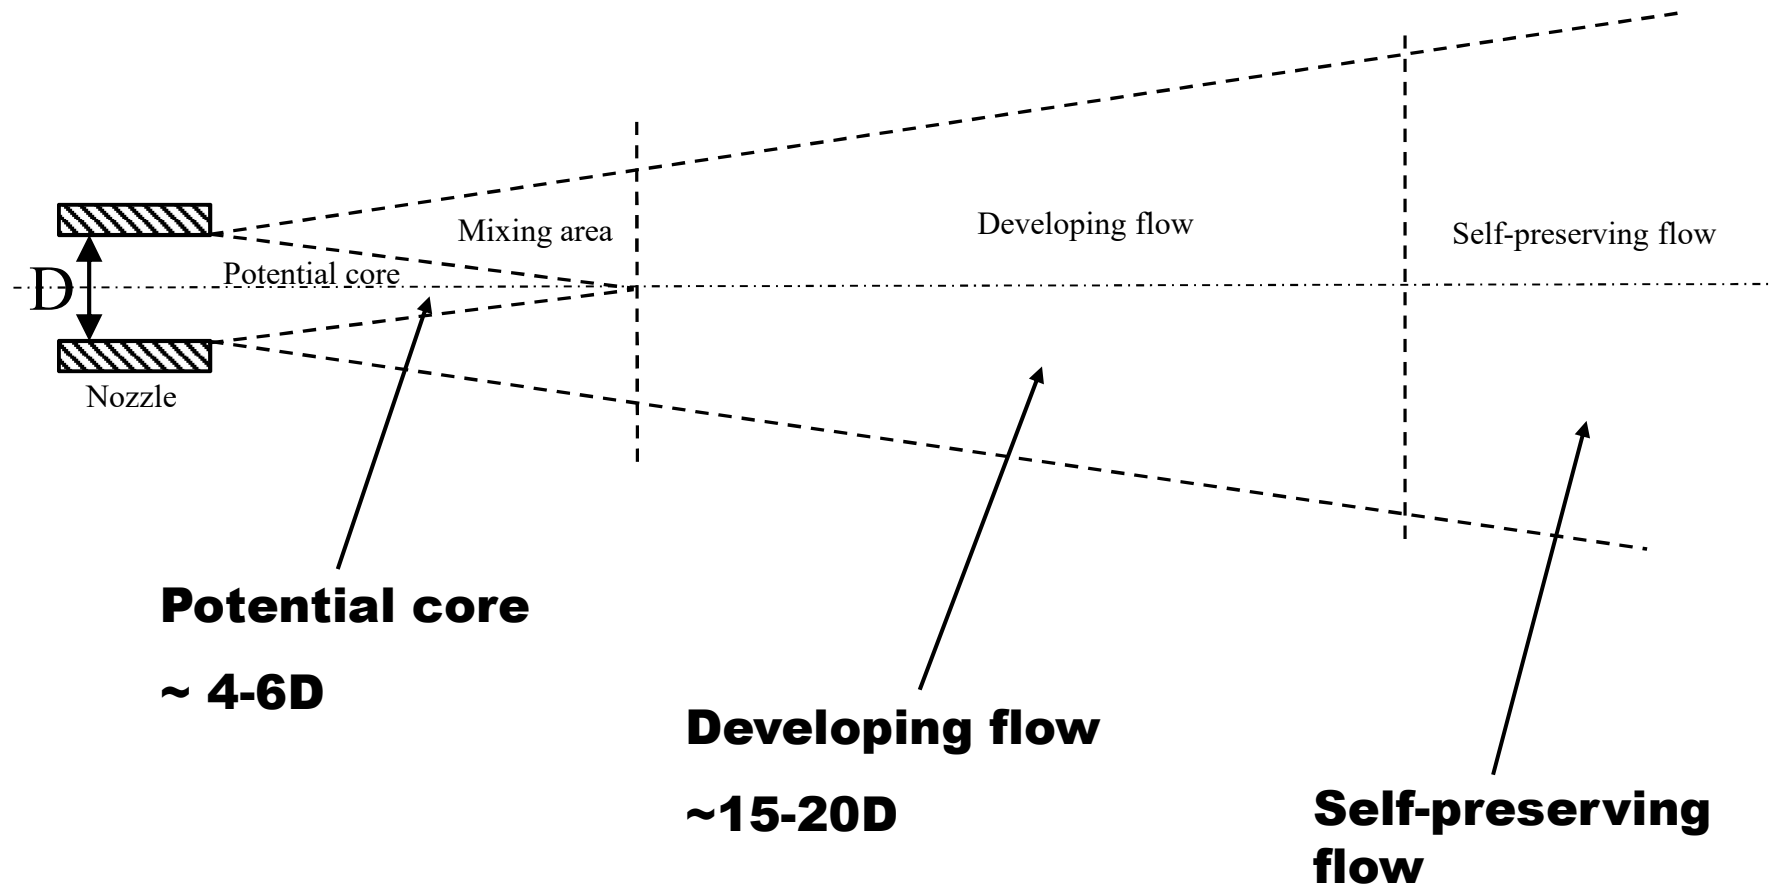 Mixing area
Developing flow
Self-preserving flow
Potential core
D
Nozzle
Potential core
~ 4-6D
Developing flow
~15-20D
Self-preserving
flow